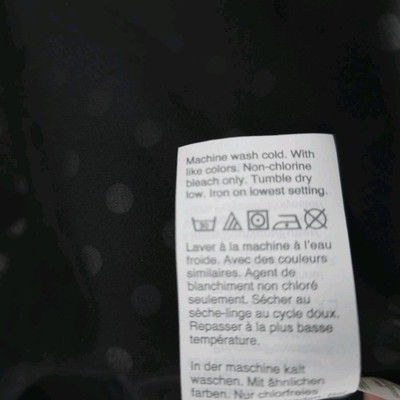 Machine wash cold. With
like colors. Non-chlorine
bleach only. Tumble dry
low. Iron on lowest setting.
Laver à la machine à l'eau
froide. Avec des couleurs
similaires. Agent de
blanchiment non chloré
seulement. Sécher au
sèche-linge au cycle doux.
Repasser à la plus basse
température.
In der maschine kalt
waschen. Mit ähnlichen
farben. Nur chlorfreies